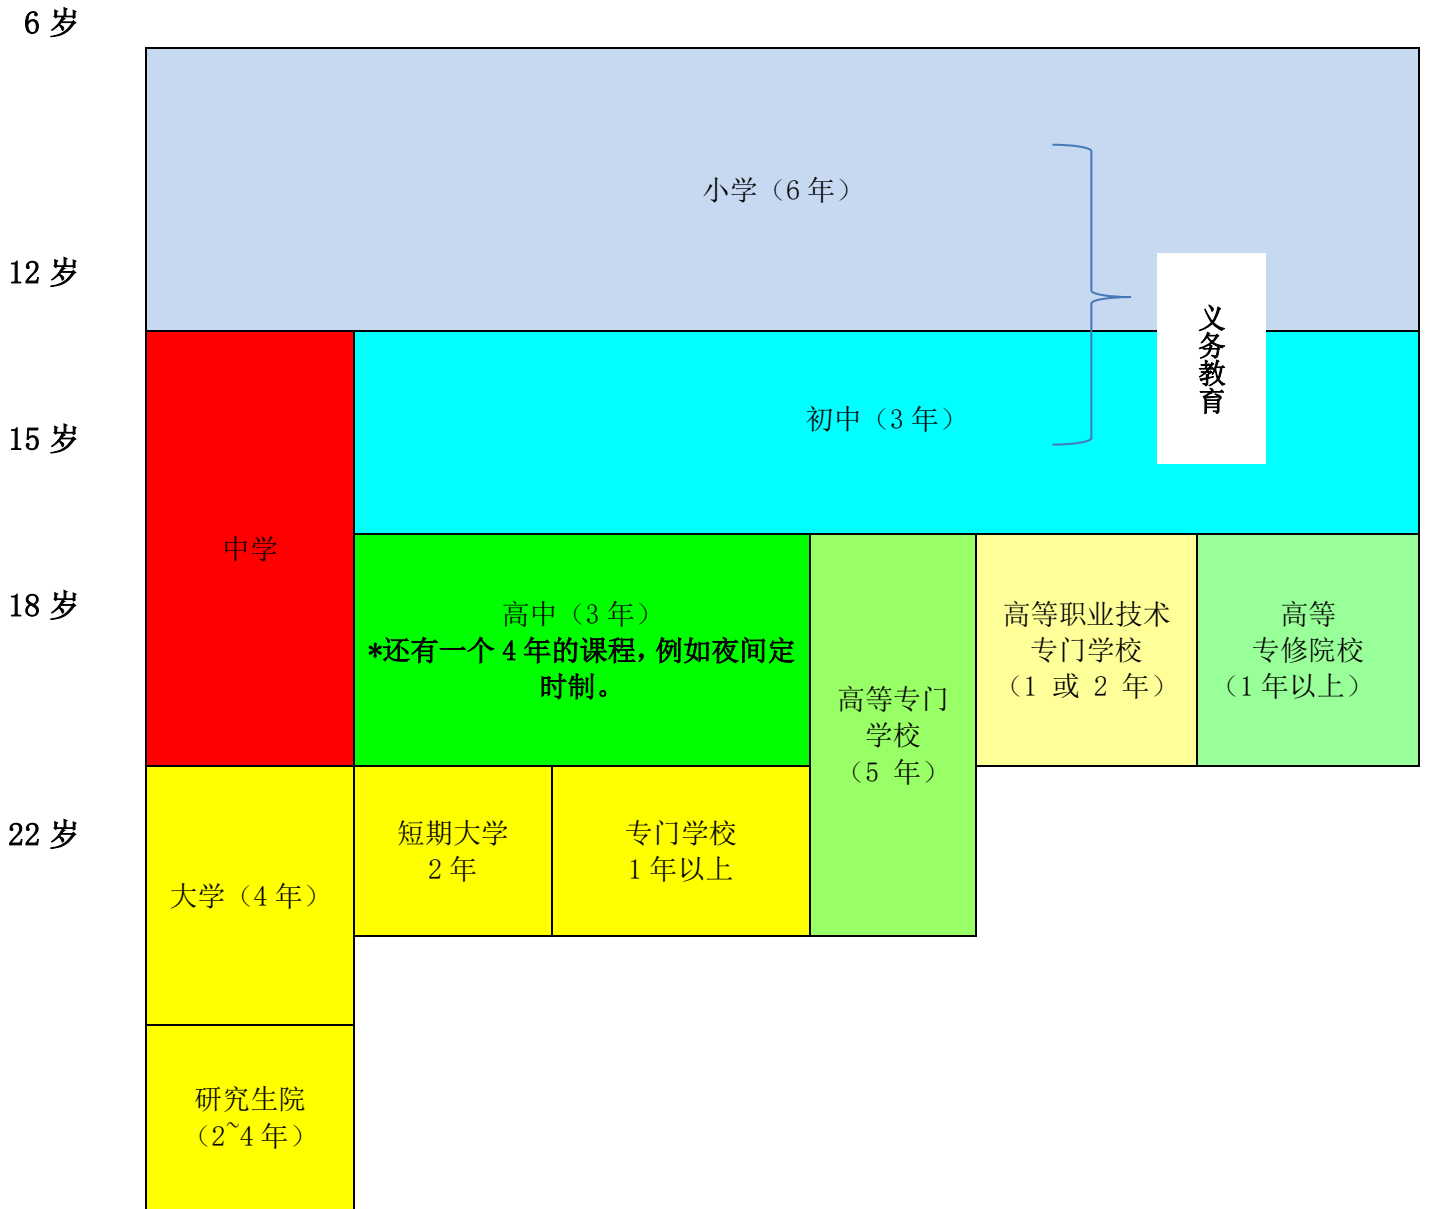 6 岁
小学（6 年）
12 岁
义务教育
初中（3 年）
15 岁
中学
18 岁
高中（3 年）
*还有一个 4 年的课程，例如夜间定
时制。
高等专门
学校
（5 年）
高等职业技术
专门学校
（1 或 2 年）
高等
专修院校
（1 年以上）
22 岁
大学（4 年）
短期大学
2 年
专门学校
1 年以上
研究生院
（2~4 年）